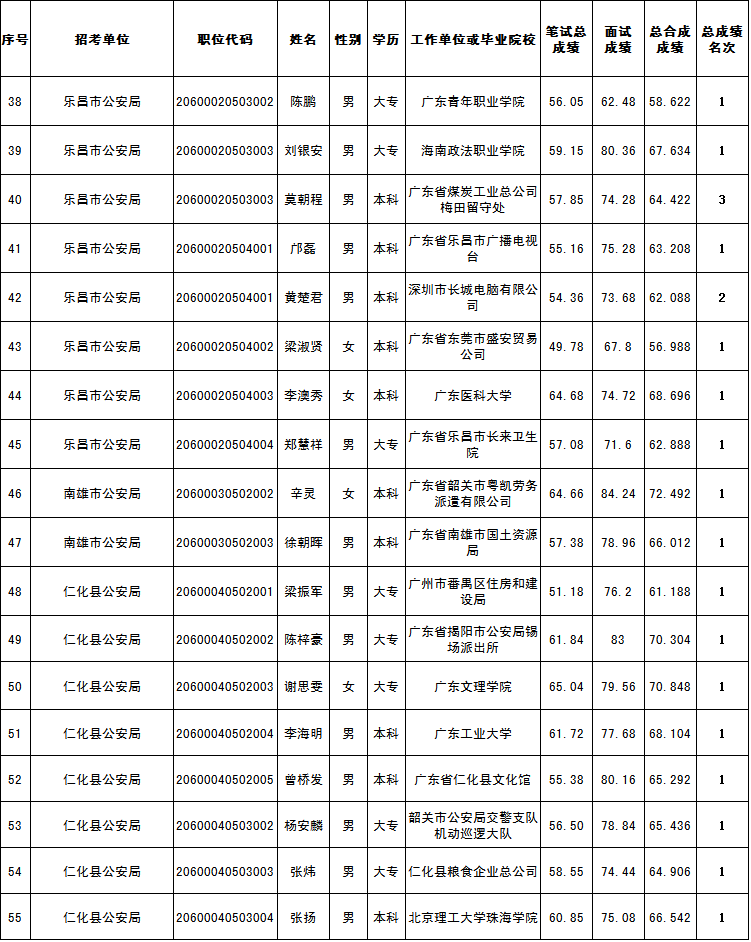 序号 招考单位 职位代码 姓名 性别 学历 工作单位或毕业院校 笔试总成绩 面试成绩 总合成成绩 总成绩名次
38 乐昌市公安局 20600020503002 陈鹏 男 大专 广东青年职业学院 56.05 62.48 58.622 1
39 乐昌市公安局 20600020503003 刘银安 男 大专 海南政法职业学院 59.15 80.36 67.634 1
40 乐昌市公安局 20600020503003 莫朝程 男 本科 广东省煤炭工业总公司梅田留守处 57.85 74.28 64.422 3
41 乐昌市公安局 20600020504001 邝磊 男 本科 广东省乐昌市广播电视台 55.16 75.28 63.208 1
42 乐昌市公安局 20600020504001 黄楚君 男 本科 深圳市长城电脑有限公司 54.36 73.68 62.088 2
43 乐昌市公安局 20600020504002 梁淑贤 女 本科 广东省东莞市盛安贸易公司 49.78 67.8 56.988 1
44 乐昌市公安局 20600020504003 李澳秀 女 本科 广东医科大学 64.68 74.72 68.696 1
45 乐昌市公安局 20600020504004 郑慧祥 男 大专 广东省乐昌市长来卫生院 57.08 71.6 62.888 1
46 南雄市公安局 20600030502002 辛灵 女 本科 广东省韶关市粤凯劳务派遣有限公司 64.66 84.24 72.492 1
47 南雄市公安局 20600030502003 徐朝晖 男 本科 广东省南雄市国土资源局 57.38 78.96 66.012 1
48 仁化县公安局 20600040502001 梁振军 男 大专 广州市番禺区住房和建设局 51.18 76.2 61.188 1
49 仁化县公安局 20600040502002 陈梓豪 男 大专 广东省揭阳市公安局锡场派出所 61.84 83 70.304 1
50 仁化县公安局 20600040502003 谢思雯 女 大专 广东文理学院 65.04 79.56 70.848 1
51 仁化县公安局 20600040502004 李海明 男 本科 广东工业大学 61.72 77.68 68.104 1
52 仁化县公安局 20600040502005 曾桥发 男 本科 广东省仁化县文化馆 55.38 80.16 65.292 1
53 仁化县公安局 20600040503002 杨安麟 男 大专 韶关市公安局交警支队机动巡逻大队 56.50 78.84 65.436 1
54 仁化县公安局 20600040503003 张炜 男 大专 仁化县粮食企业总公司 58.55 74.44 64.906 1
55 仁化县公安局 20600040503004 张扬 男 本科 北京理工大学珠海学院 60.85 75.08 66.542 1